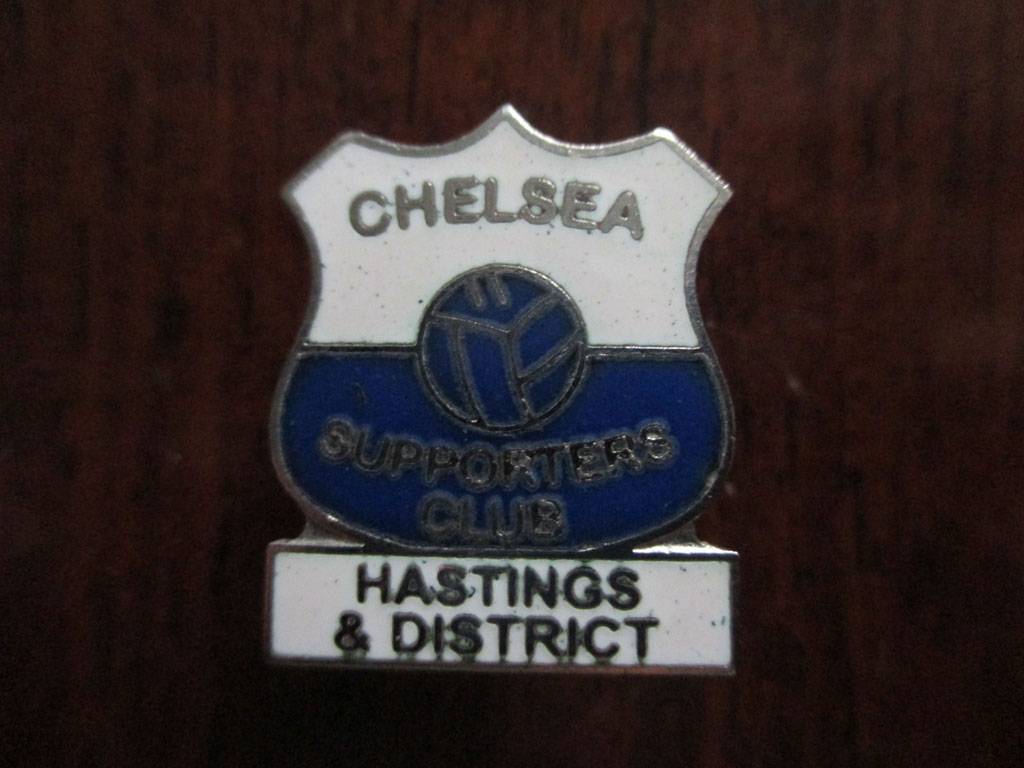 CHELSEA
SUPPORTERS
CLUB
HASTINGS
& DISTRICT